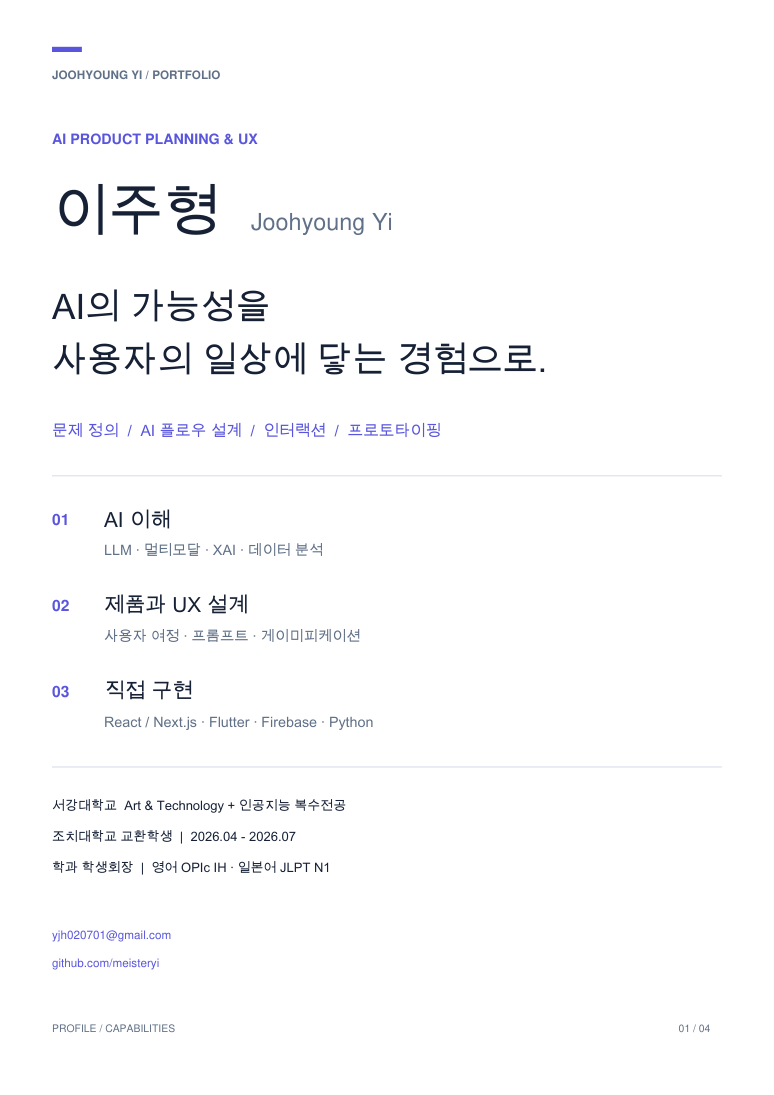 JOOHYOUNG YI / PORTFOLIO
AI PRODUCT PLANNING & UX
이주형 Joohyoung Yi
AI의 가능성을
사용자의 일상에 닿는 경험으로.
문제 정의 / AI 플로우 설계 / 인터랙션 / 프로토타이핑
01 AI 이해
LLM · 멀티모달 · XAI · 데이터 분석
02 제품과 UX 설계
사용자 여정 · 프롬프트 · 게이미피케이션
03 직접 구현
React / Next.js · Flutter · Firebase · Python
서강대학교 Art & Technology + 인공지능 복수전공
조치대학교 교환학생 | 2026.04 - 2026.07
학과 학생회장 | 영어 OPIc IH · 일본어 JLPT N1
yjh020701@gmail.com
github.com/meisteryi
PROFILE / CAPABILITIES 01 / 04